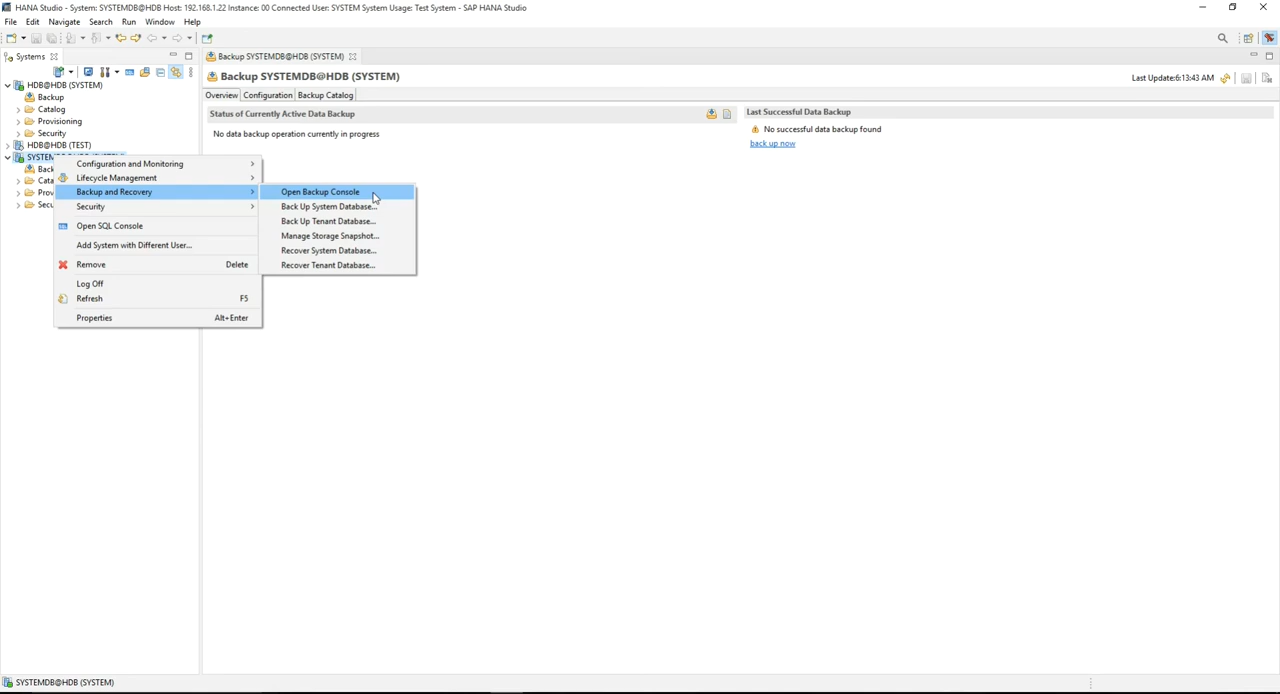 HANA Studio - System: SYSTEMDB@HDB Host: 192.168.1.22 Instance: 00 Connected User: SYSTEM System Usage: Test System - SAP HANA Studio
File Edit Navigate Search Run Window Help
Systems
Backup SYSTEMDB@HDB (SYSTEM)
Backup SYSTEMDB@HDB (SYSTEM)
Last Update:6:13:43 AM
HDB@HDB (SYSTEM)
Backup
Catalog
Provisioning
Security
HDB@HDB (TEST)
Overview Configuration Backup Catalog
Status of Currently Active Data Backup
No data backup operation currently in progress
Last Successful Data Backup
No successful data backup found
back up now
Configuration and Monitoring
Lifecycle Management
Backup and Recovery
Security
Open SQL Console
Add System with Different User...
Remove Delete
Log Off
Refresh F5
Properties Alt+Enter
Open Backup Console
Back Up System Database...
Back Up Tenant Database...
Manage Storage Snapshot...
Recover System Database...
Recover Tenant Database...
SYSTEMDB@HDB (SYSTEM)